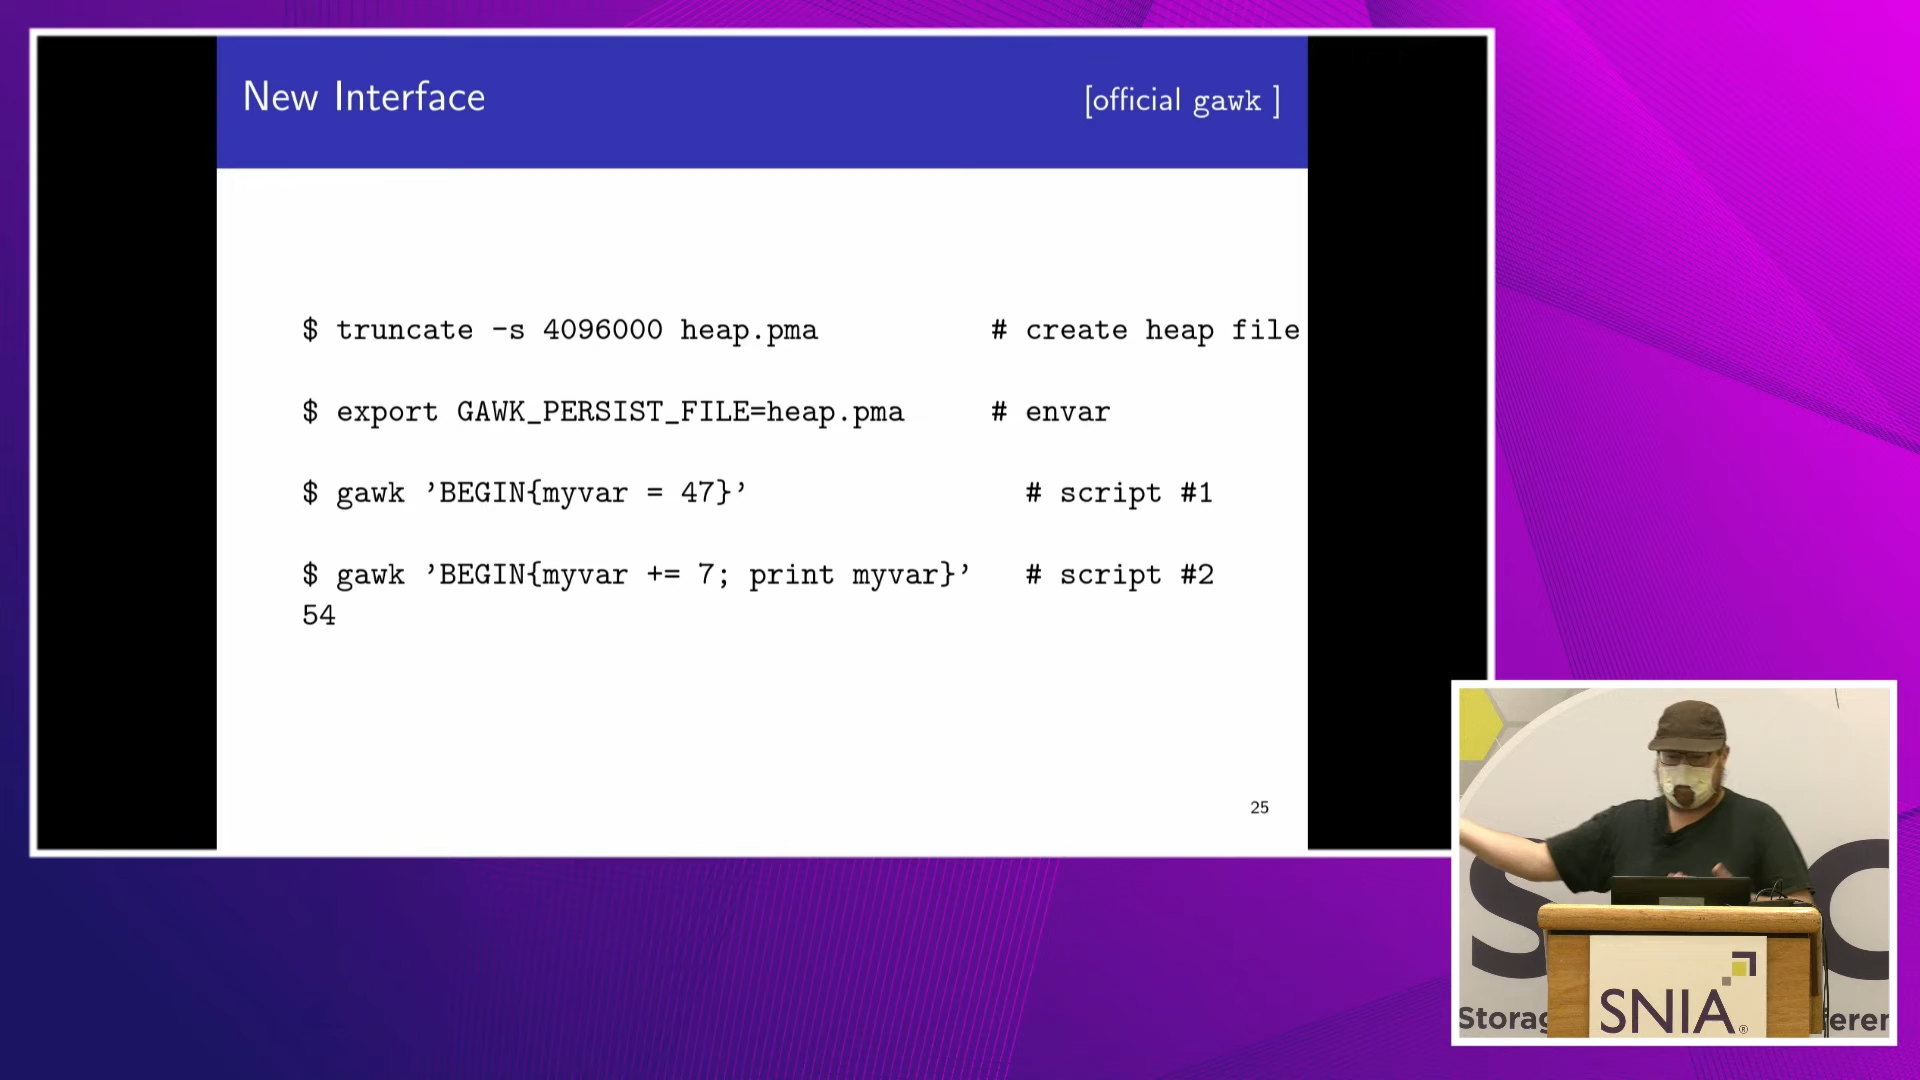 New Interface [official gawk ]
$ truncate -s 4096000 heap.pma # create heap file
$ export GAWK_PERSIST_FILE=heap.pma # envar
$ gawk ’BEGIN{myvar = 47}’ # script #1
$ gawk ’BEGIN{myvar += 7; print myvar}’ # script #2
54
25
SNIA®